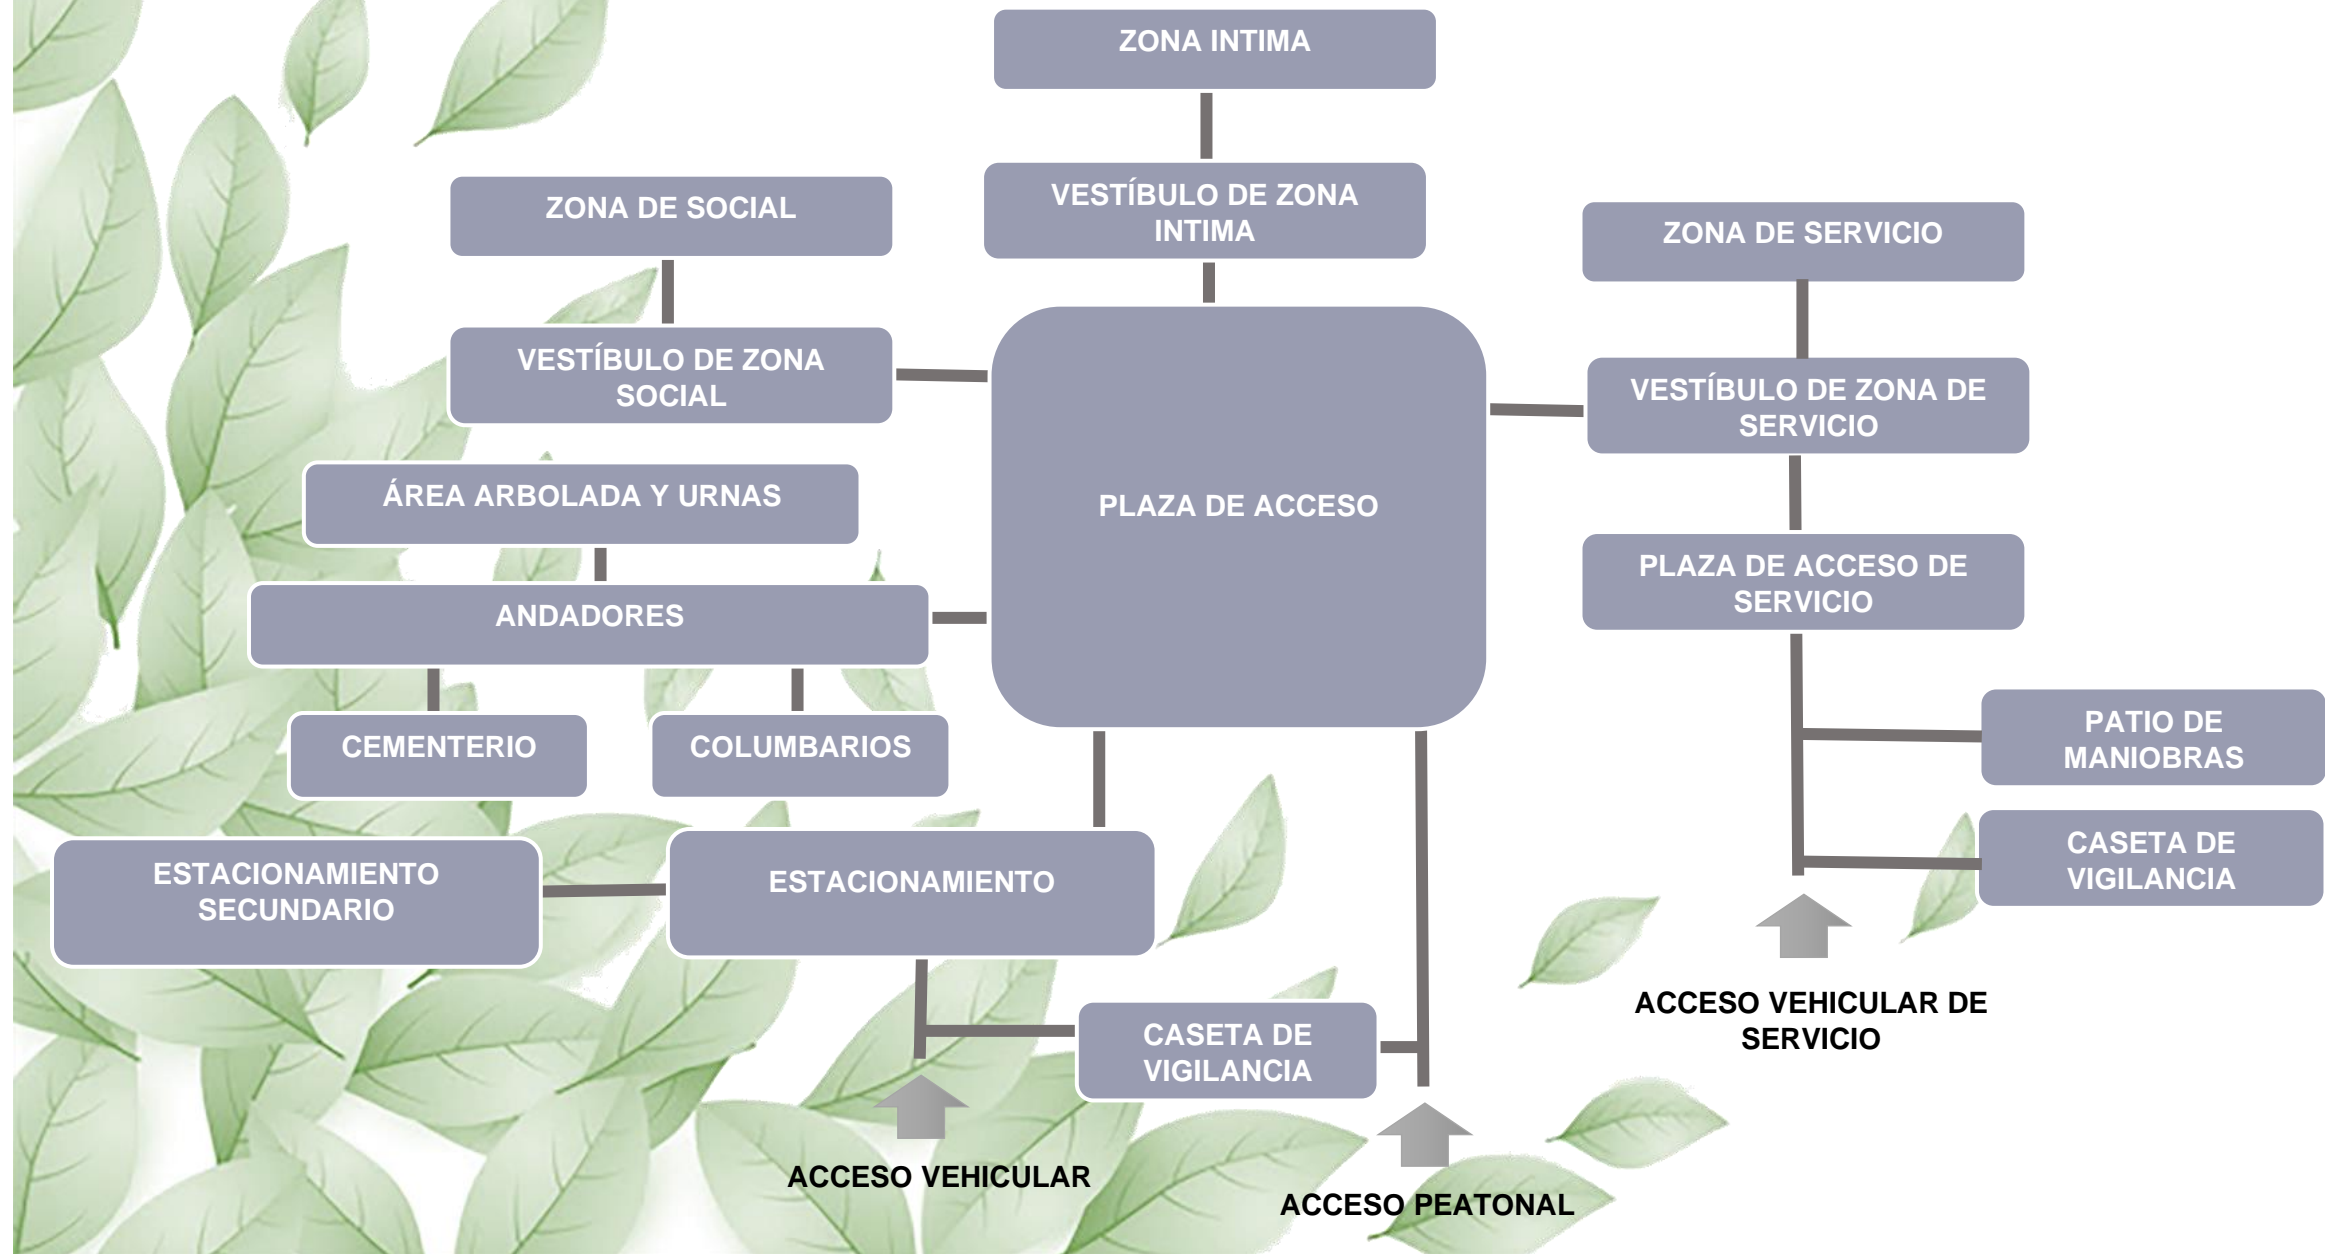 ZONA INTIMA
VESTÍBULO DE ZONA
INTIMA
ZONA DE SOCIAL
VESTÍBULO DE ZONA
SOCIAL
ZONA DE SERVICIO
VESTÍBULO DE ZONA DE
SERVICIO
ÁREA ARBOLADA Y URNAS
PLAZA DE ACCESO
ANDADORES
PLAZA DE ACCESO DE
SERVICIO
CEMENTERIO
COLUMBARIOS
PATIO DE
MANIOBRAS
ESTACIONAMIENTO
SECUNDARIO
ESTACIONAMIENTO
CASETA DE
VIGILANCIA
CASETA DE
VIGILANCIA
ACCESO VEHICULAR DE
SERVICIO
ACCESO VEHICULAR
ACCESO PEATONAL